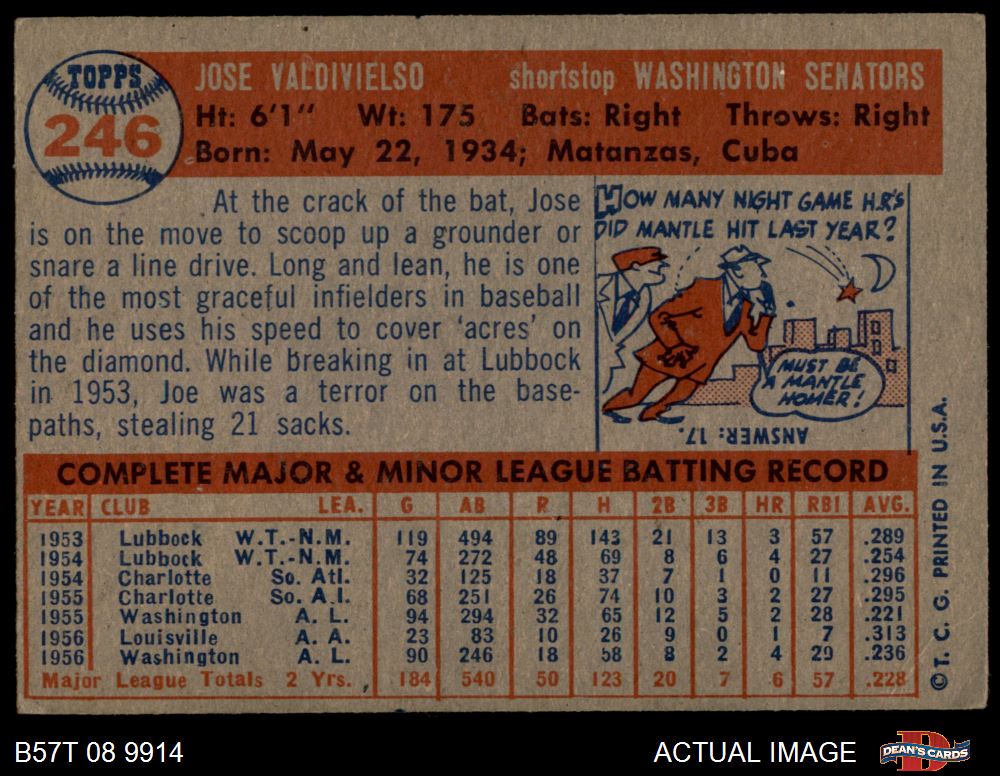 TOPPS
246
JOSE VALDIVIELSO shortstop WASHINGTON SENATORS
Ht: 6'1" Wt: 175 Bats: Right Throws: Right
Born: May 22, 1934; Matanzas, Cuba
At the crack of the bat, Jose
is on the move to scoop up a grounder or
snare a line drive. Long and lean, he is one
of the most graceful infielders in baseball
and he uses his speed to cover 'acres' on
the diamond. While breaking in at Lubbock
in 1953, Joe was a terror on the base-
paths, stealing 21 sacks.
HOW MANY NIGHT GAME H.R's
DID MANTLE HIT LAST YEAR?
MUST BE
A MANTLE
HOMER!
ANSWER: 17.
COMPLETE MAJOR & MINOR LEAGUE BATTING RECORD
YEAR CLUB LEA. G AB R H 2B 3B HR RBI AVG.
1953 Lubbock W.T.-N.M. 119 494 89 143 21 13 3 57 .289
1954 Lubbock W.T.-N.M. 74 272 48 69 8 6 4 27 .254
1954 Charlotte So. Atl. 32 125 18 37 7 1 0 11 .296
1955 Charlotte So. A.l. 68 251 26 74 10 3 2 27 .295
1955 Washington A. L. 94 294 32 65 12 5 2 28 .221
1956 Louisville A. A. 23 83 10 26 9 0 1 7 .313
1956 Washington A. L. 90 246 18 58 8 2 4 29 .236
Major League Totals 2 Yrs. 184 540 50 123 20 7 6 57 .228
© T. C. G. PRINTED IN U.S.A.
B57T 08 9914 ACTUAL IMAGE
DEAN'S CARDS